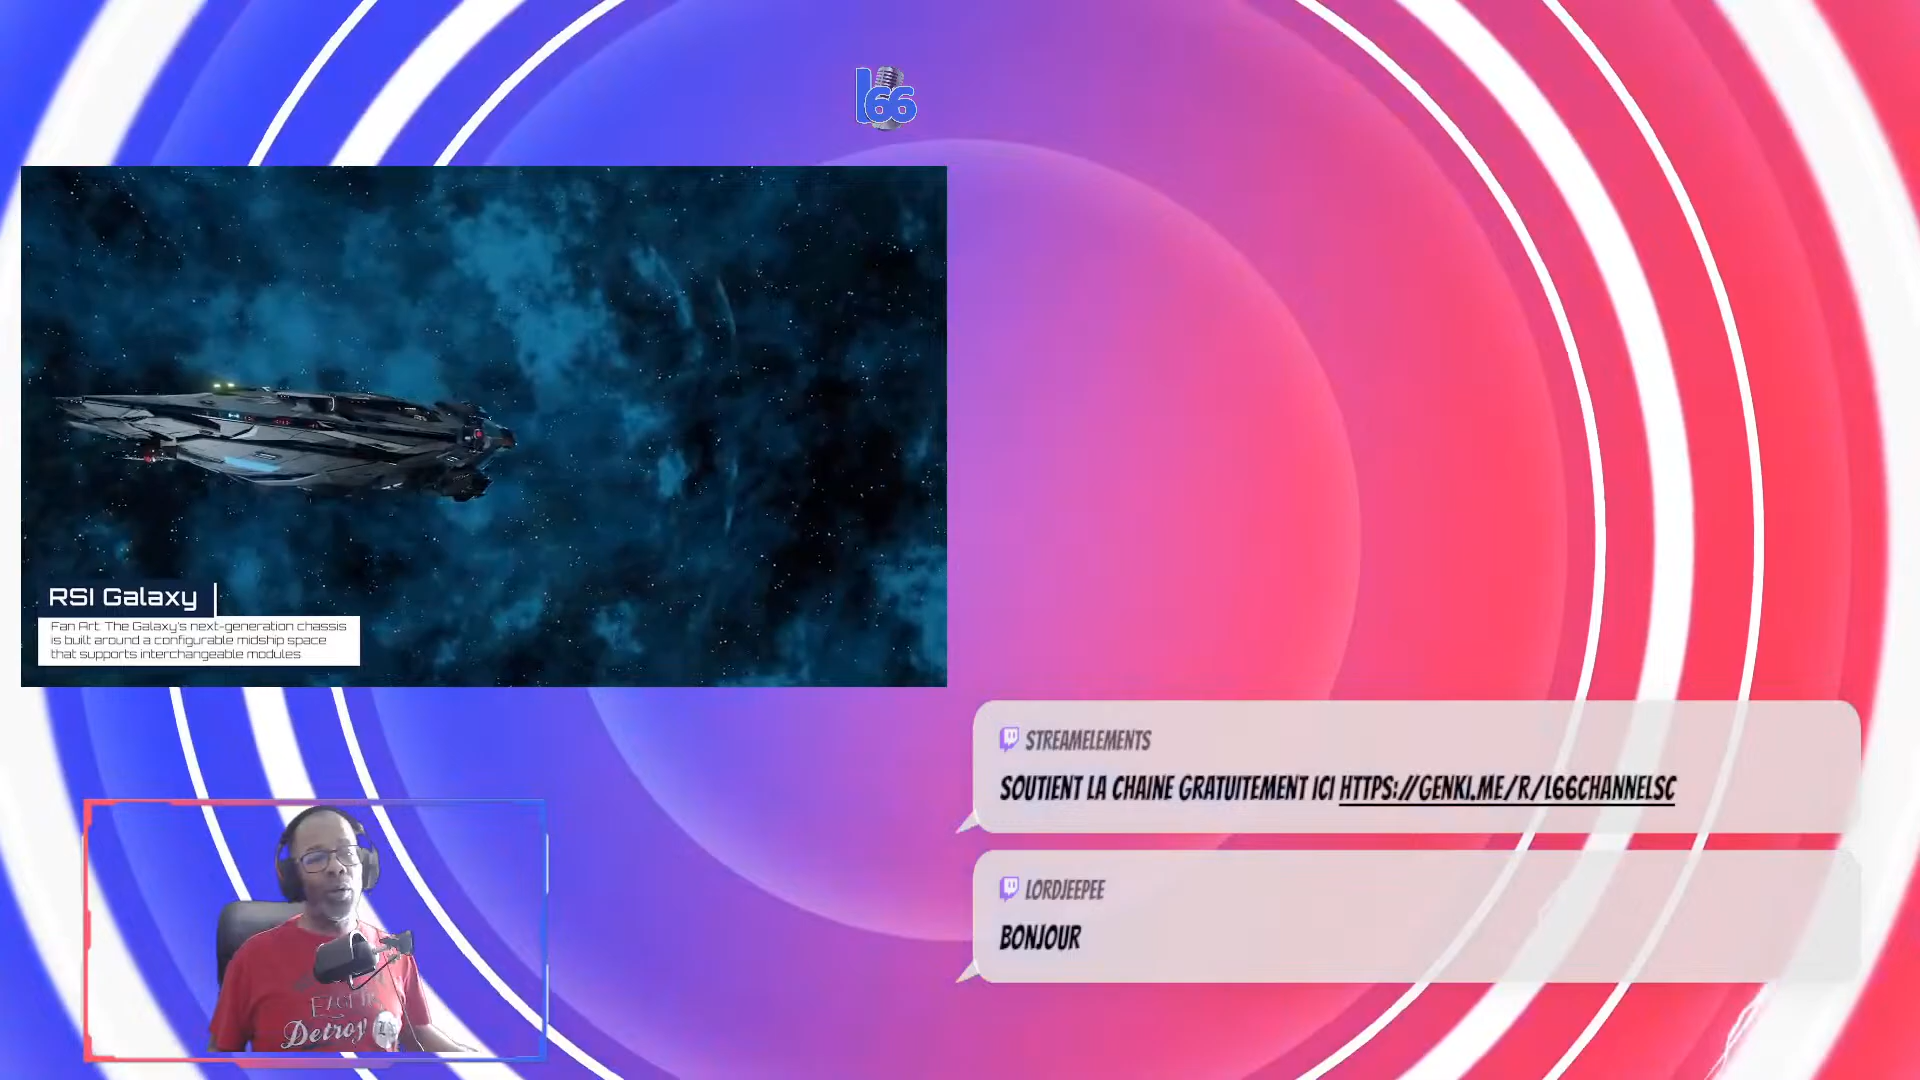 L66
RSI Galaxy
Fan Art: The Galaxy's next-generation chassis
is built around a configurable midship space
that supports interchangeable modules
STREAMELEMENTS
SOUTIENT LA CHAINE GRATUITEMENT ICI HTTPS://GENKI.ME/R/L66CHANNELSC
LORDJEEPEE
BONJOUR
Detroy